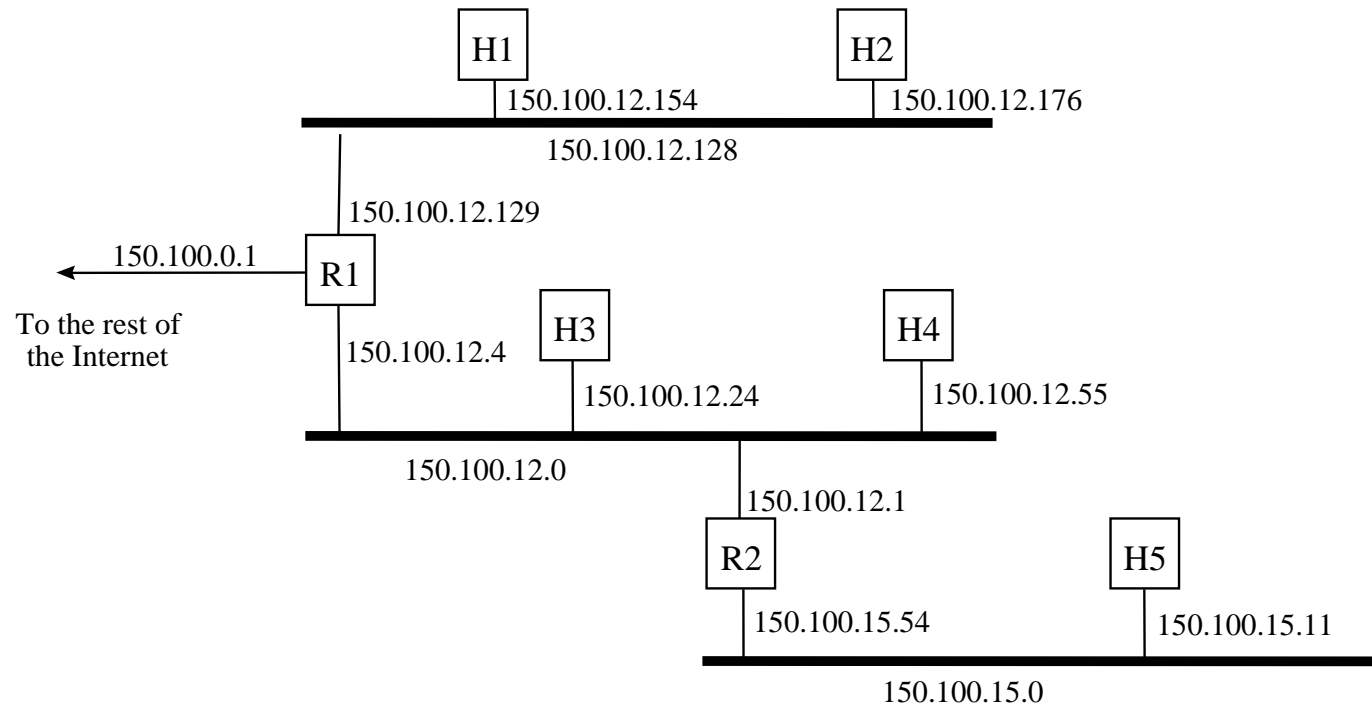 H1
H2
150.100.12.154
150.100.12.176
150.100.12.128
150.100.12.129
150.100.0.1
R1
To the rest of
the Internet
H3
H4
150.100.12.4
150.100.12.24
150.100.12.55
150.100.12.0
150.100.12.1
R2
H5
150.100.15.54
150.100.15.11
150.100.15.0